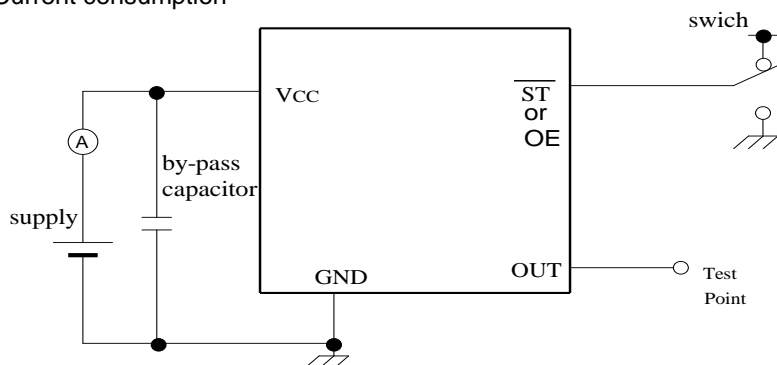 Current consumption
swich
VCC
ST
or
OE
A
by-pass
capacitor
supply
GND
OUT
Test
Point